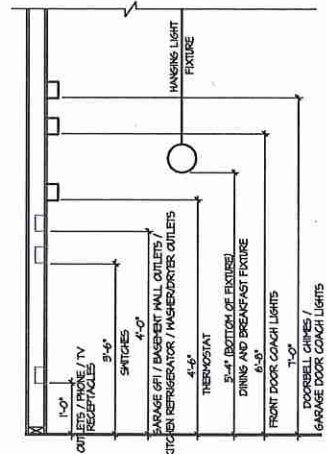 HANGING LIGHT
FIXTURE
1'-0"
OUTLETS / PHONE / TV
RECEPTACLES
3'-6"
SWITCHES
4'-0"
GARAGE GFI / BASEMENT WALL OUTLETS /
KITCHEN REFRIGERATOR / WASHER/DRYER OUTLETS
4'-6"
THERMOSTAT
5'-4" (BOTTOM OF FIXTURE)
DINING AND BREAKFAST FIXTURE
6'-8"
FRONT DOOR COACH LIGHTS
7'-0"
DOORBELL CHIMES /
GARAGE DOOR COACH LIGHTS